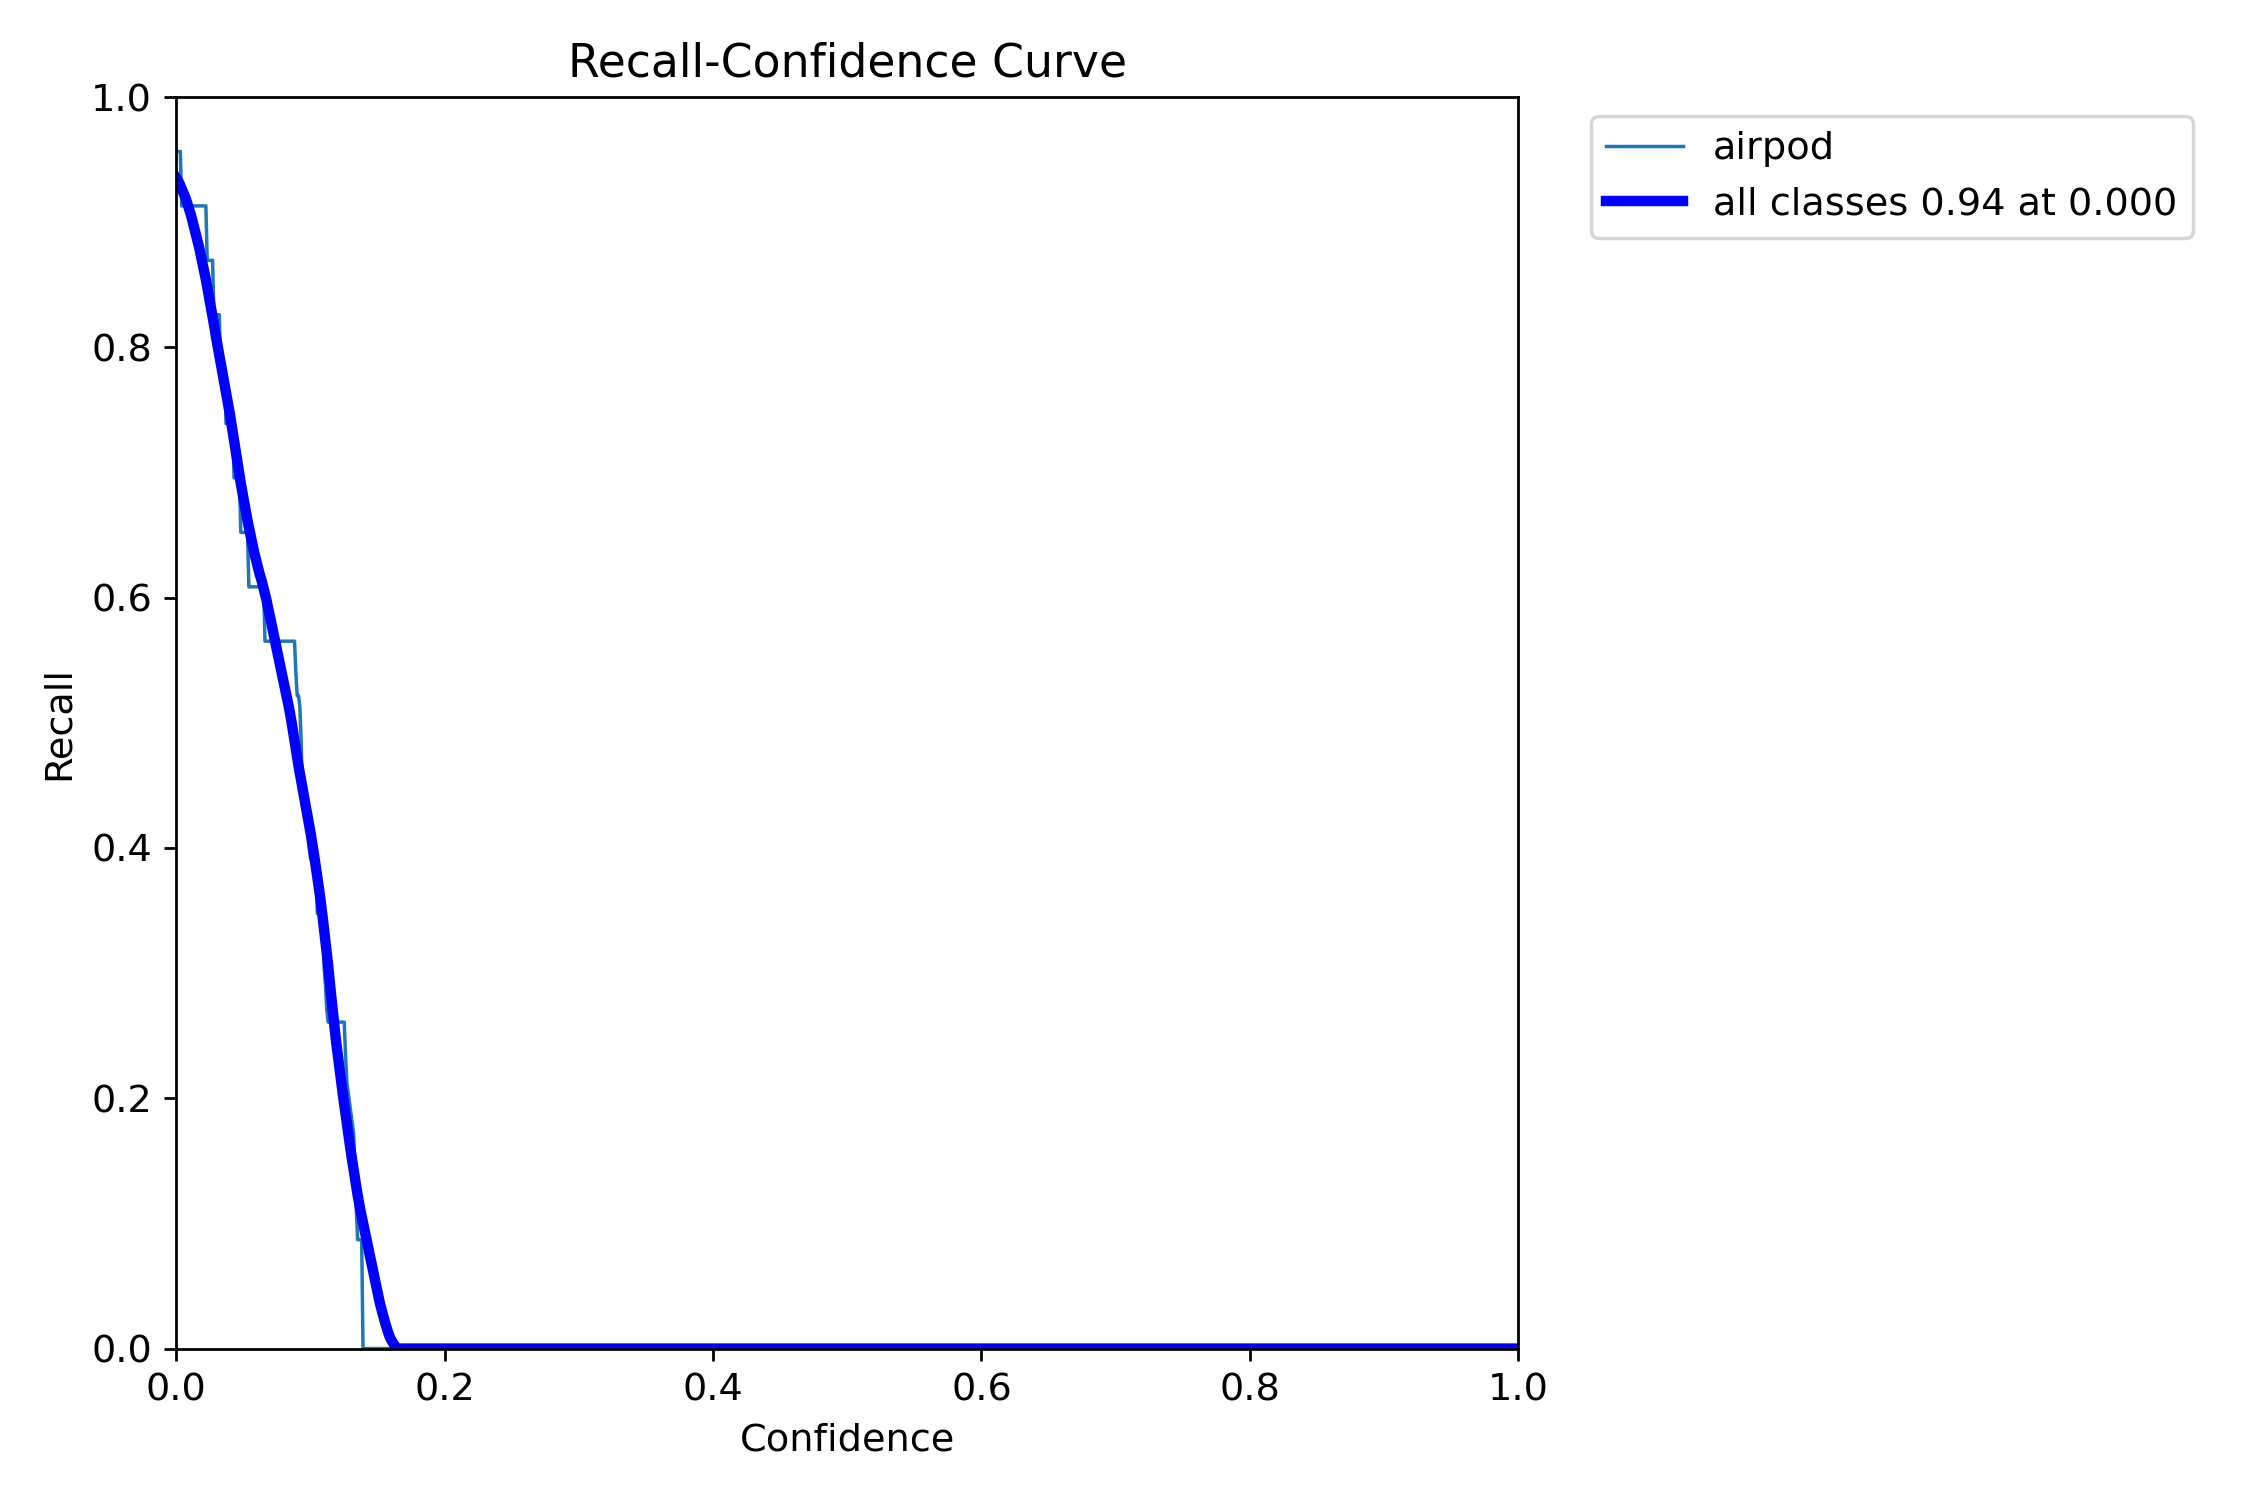 Recall-Confidence Curve
1.0
0.8
0.6
0.4
0.2
0.0
Recall
0.0 0.2 0.4 0.6 0.8 1.0
Confidence
airpod
all classes 0.94 at 0.000